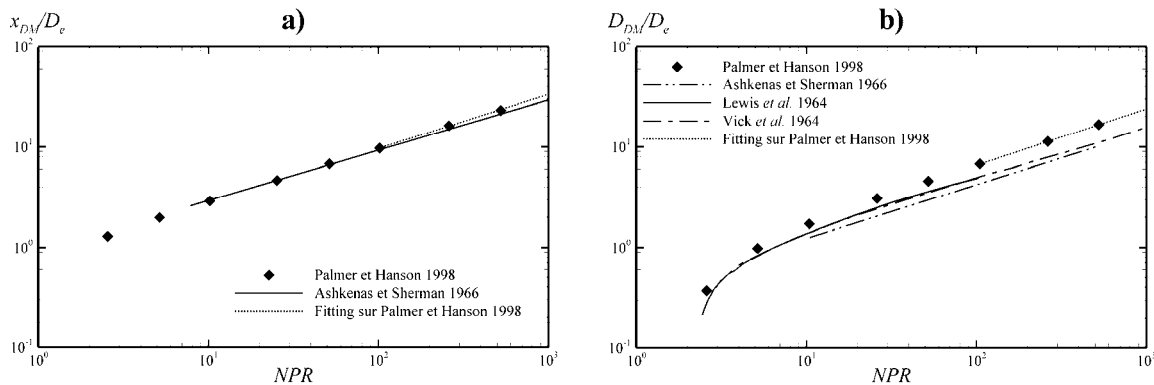 x_DM/D_e
a)
10^2
10^1
10^0
10^-1
10^0
10^1
10^2
10^3
NPR
Palmer et Hanson 1998
Ashkenas et Sherman 1966
Fitting sur Palmer et Hanson 1998
D_DM/D_e
b)
10^2
10^1
10^0
10^-1
10^0
10^1
10^2
10^3
NPR
Palmer et Hanson 1998
Ashkenas et Sherman 1966
Lewis et al. 1964
Vick et al. 1964
Fitting sur Palmer et Hanson 1998